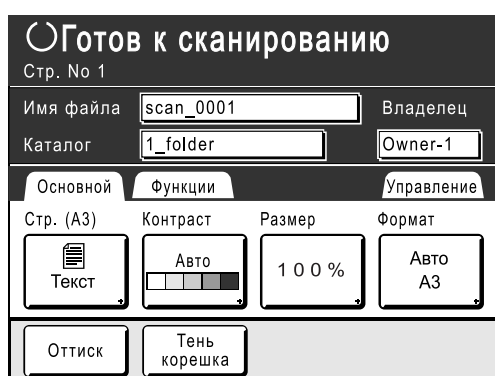 Готов к сканированию
Стр. No 1
Имя файла scan_0001 Владелец
Каталог 1_folder Owner-1
Основной Функции Управление
Стр. (A3) Контраст Размер Формат
Текст Авто 100% Авто A3
Оттиск Тень корешка